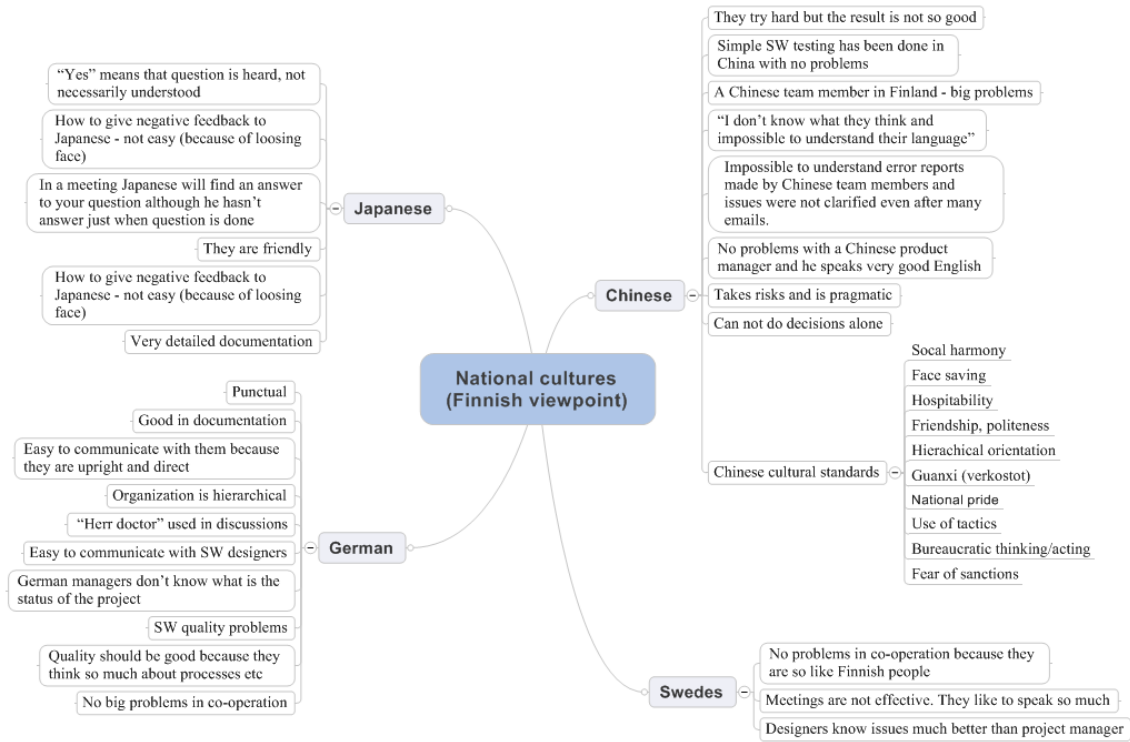 National cultures
(Finnish viewpoint)
Japanese
“Yes” means that question is heard, not
necessarily understood
How to give negative feedback to
Japanese - not easy (because of loosing
face)
In a meeting Japanese will find an answer
to your question although he hasn’t
answer just when question is done
They are friendly
How to give negative feedback to
Japanese - not easy (because of loosing
face)
Very detailed documentation
German
Punctual
Good in documentation
Easy to communicate with them because
they are upright and direct
Organization is hierarchical
“Herr doctor” used in discussions
Easy to communicate with SW designers
German managers don’t know what is the
status of the project
SW quality problems
Quality should be good because they
think so much about processes etc
No big problems in co-operation
Chinese
They try hard but the result is not so good
Simple SW testing has been done in
China with no problems
A Chinese team member in Finland - big problems
“I don’t know what they think and
impossible to understand their language”
Impossible to understand error reports
made by Chinese team members and
issues were not clarified even after many
emails.
No problems with a Chinese product
manager and he speaks very good English
Takes risks and is pragmatic
Can not do decisions alone
Chinese cultural standards
Socal harmony
Face saving
Hospitability
Friendship, politeness
Hierachical orientation
Guanxi (verkostot)
National pride
Use of tactics
Bureaucratic thinking/acting
Fear of sanctions
Swedes
No problems in co-operation because they
are so like Finnish people
Meetings are not effective. They like to speak so much
Designers know issues much better than project manager